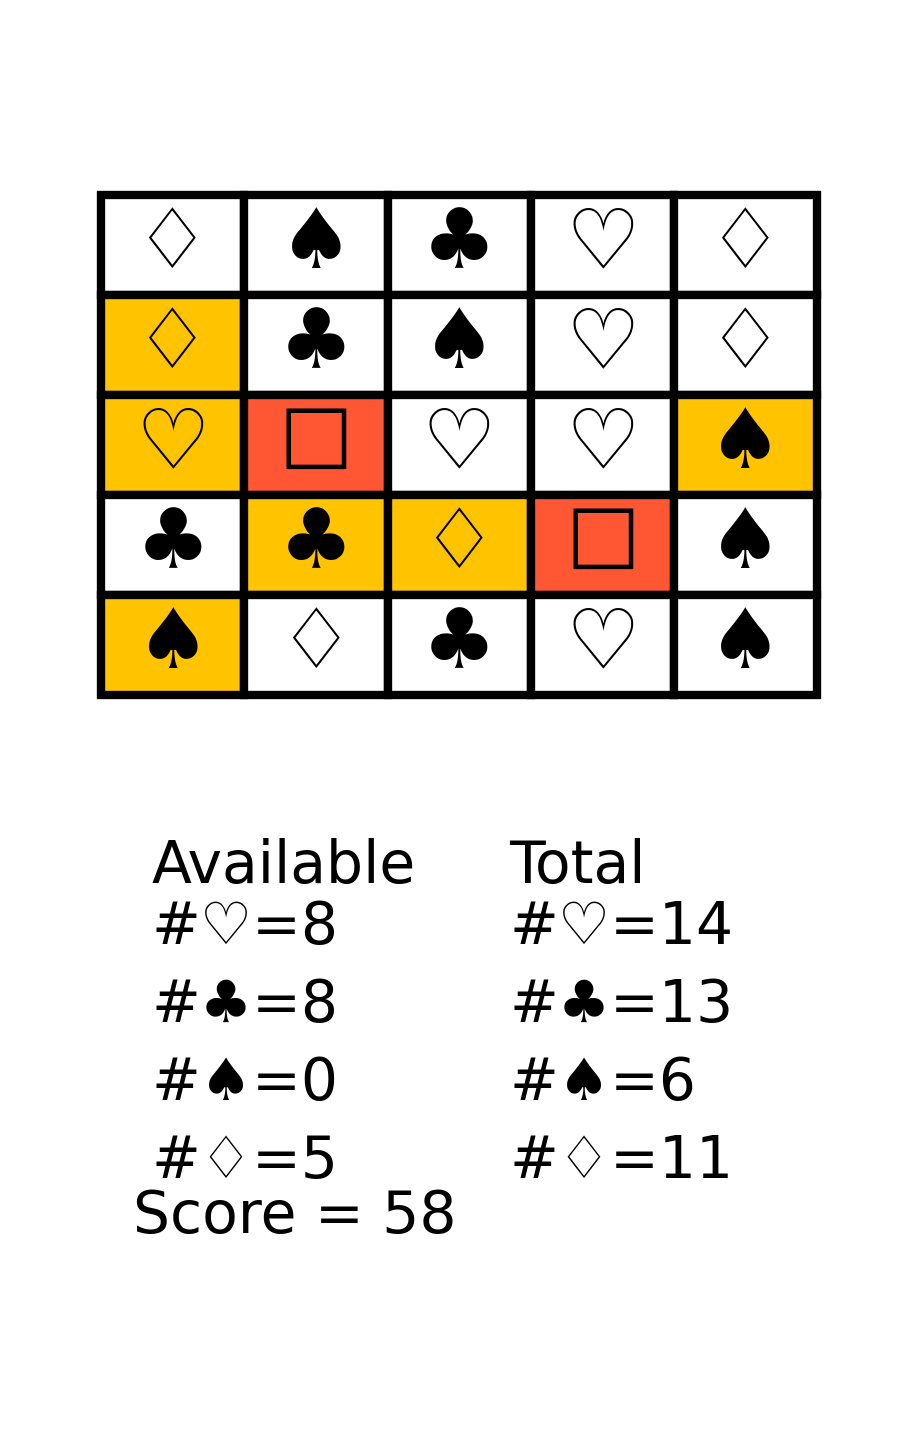 ♢ ♠ ♣ ♡ ♢
♢ ♣ ♠ ♡ ♢
♡ □ ♡ ♡ ♠
♣ ♣ ♢ □ ♠
♠ ♢ ♣ ♡ ♠
Available Total
#♡=8 #♡=14
#♣=8 #♣=13
#♠=0 #♠=6
#♢=5 #♢=11
Score = 58